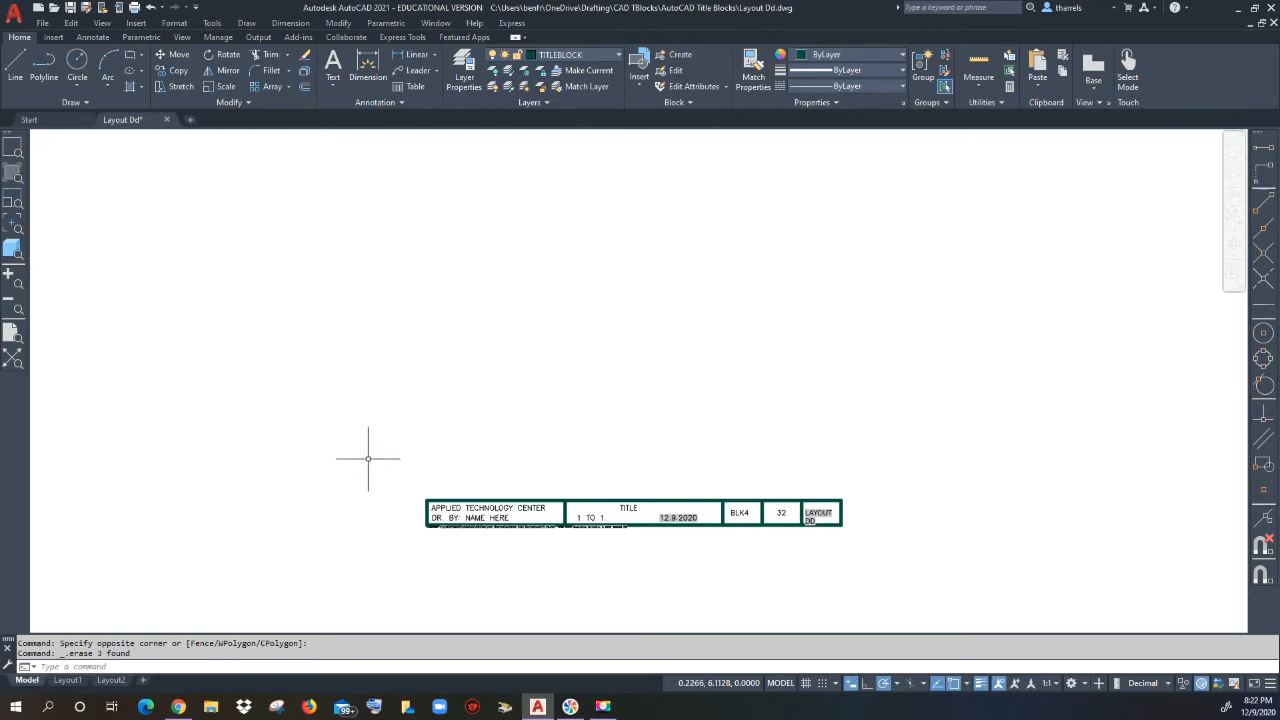 Autodesk AutoCAD 2021 - EDUCATIONAL VERSION C:\Users\benfr\OneDrive\Drafting\CAD TBlocks\AutoCAD Title Blocks\Layout Dd.dwg
Type a keyword or phrase
tharrels
File Edit View Insert Format Tools Draw Dimension Modify Parametric Window Help Express
Home Insert Annotate Parametric View Manage Output Add-ins Collaborate Express Tools Featured Apps
Line Polyline Circle Arc
Move Rotate Trim
Copy Mirror Fillet
Stretch Scale Array
Text Dimension
Linear
Leader
Table
Layer Properties
TITLEBLOCK
Make Current
Match Layer
Insert
Create
Edit
Edit Attributes
Match Properties
ByLayer
ByLayer
ByLayer
Group
Measure
Paste
Base
Select Mode
Draw Modify Annotation Layers Block Properties Groups Utilities Clipboard View Touch
Start Layout Dd*
APPLIED TECHNOLOGY CENTER
DR. BY: NAME HERE
TITLE
1 TO 1 12.9.2020
BLK4
32
LAYOUT
DD
Command: Specify opposite corner or [Fence/WPolygon/CPolygon]:
Command: _.erase 3 found
Type a command
Model Layout1 Layout2
0.2266, 6.1128, 0.0000 MODEL 1:1 Decimal
99+
8:22 PM
12/9/2020